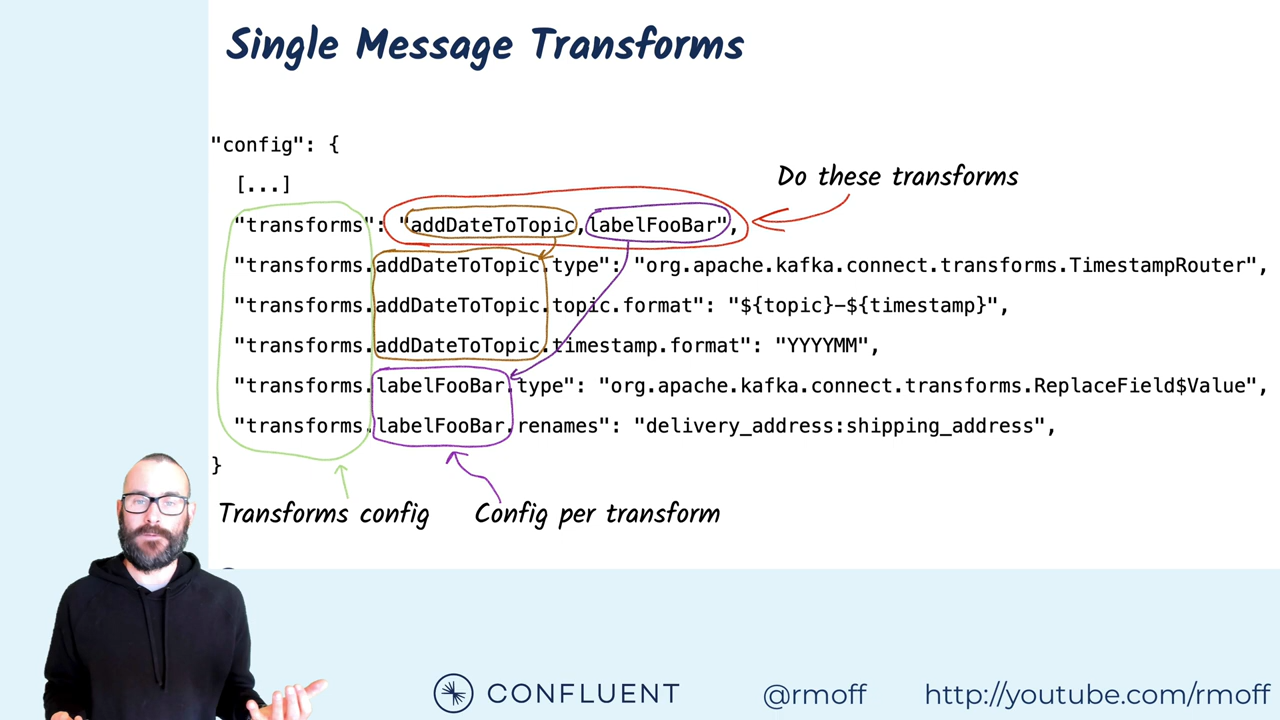 Single Message Transforms
"config": {
[...]
Do these transforms
"transforms": "addDateToTopic,labelFooBar",
"transforms.addDateToTopic.type": "org.apache.kafka.connect.transforms.TimestampRouter",
"transforms.addDateToTopic.topic.format": "${topic}-${timestamp}",
"transforms.addDateToTopic.timestamp.format": "YYYYMM",
"transforms.labelFooBar.type": "org.apache.kafka.connect.transforms.ReplaceField$Value",
"transforms.labelFooBar.renames": "delivery_address:shipping_address",
}
Transforms config
Config per transform
CONFLUENT
@rmoff
http://youtube.com/rmoff